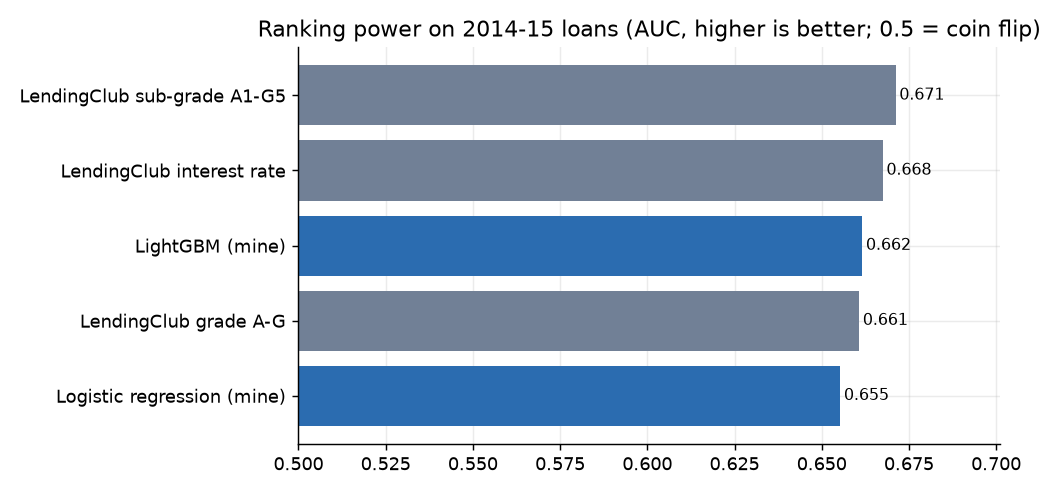 Ranking power on 2014-15 loans (AUC, higher is better; 0.5 = coin flip)
LendingClub sub-grade A1-G5
0.671
LendingClub interest rate
0.668
LightGBM (mine)
0.662
LendingClub grade A-G
0.661
Logistic regression (mine)
0.655
0.500 0.525 0.550 0.575 0.600 0.625 0.650 0.675 0.700